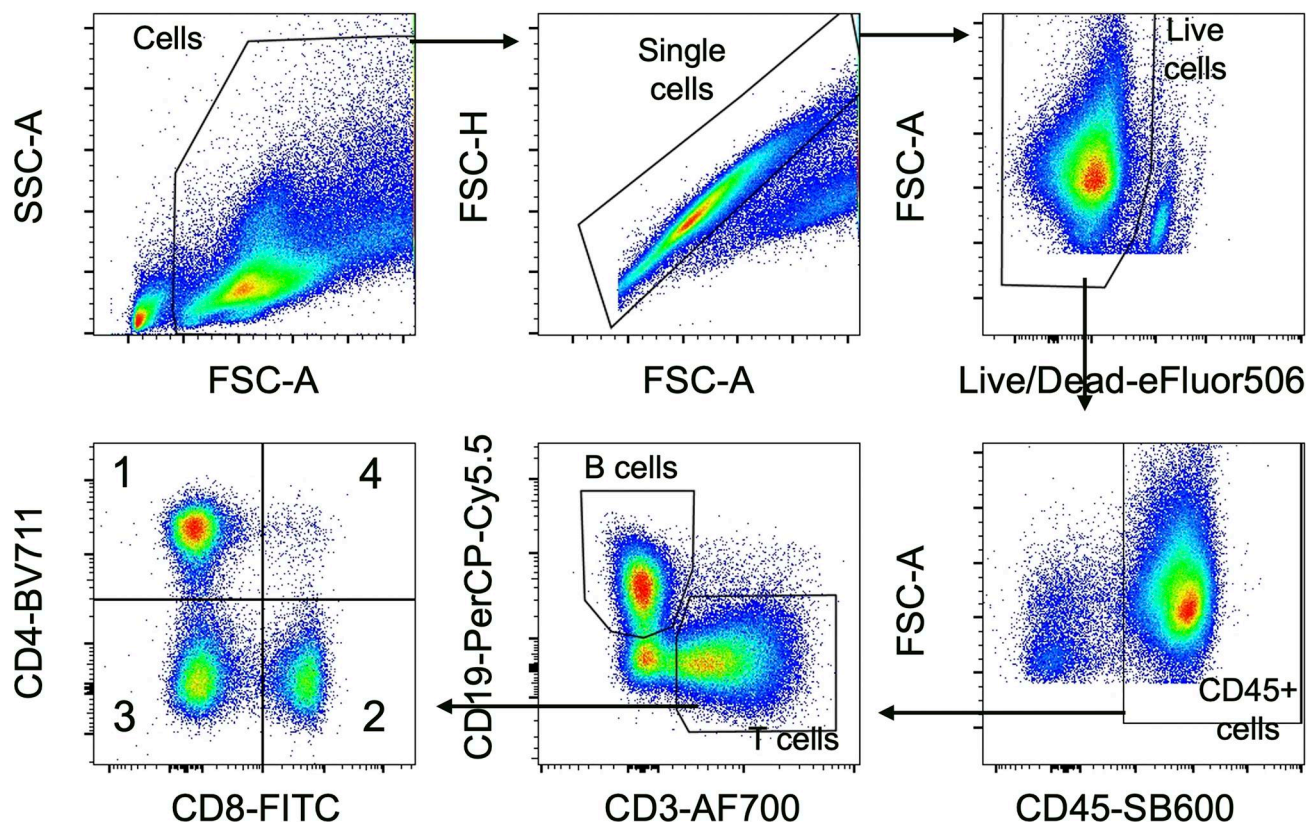 Cells
SSC-A
FSC-A
Single
cells
FSC-H
FSC-A
Live
cells
FSC-A
Live/Dead-eFluor506
1
4
3
2
CD4-BV711
CD8-FITC
B cells
T cells
CD19-PerCP-Cy5.5
CD3-AF700
CD45+
cells
FSC-A
CD45-SB600